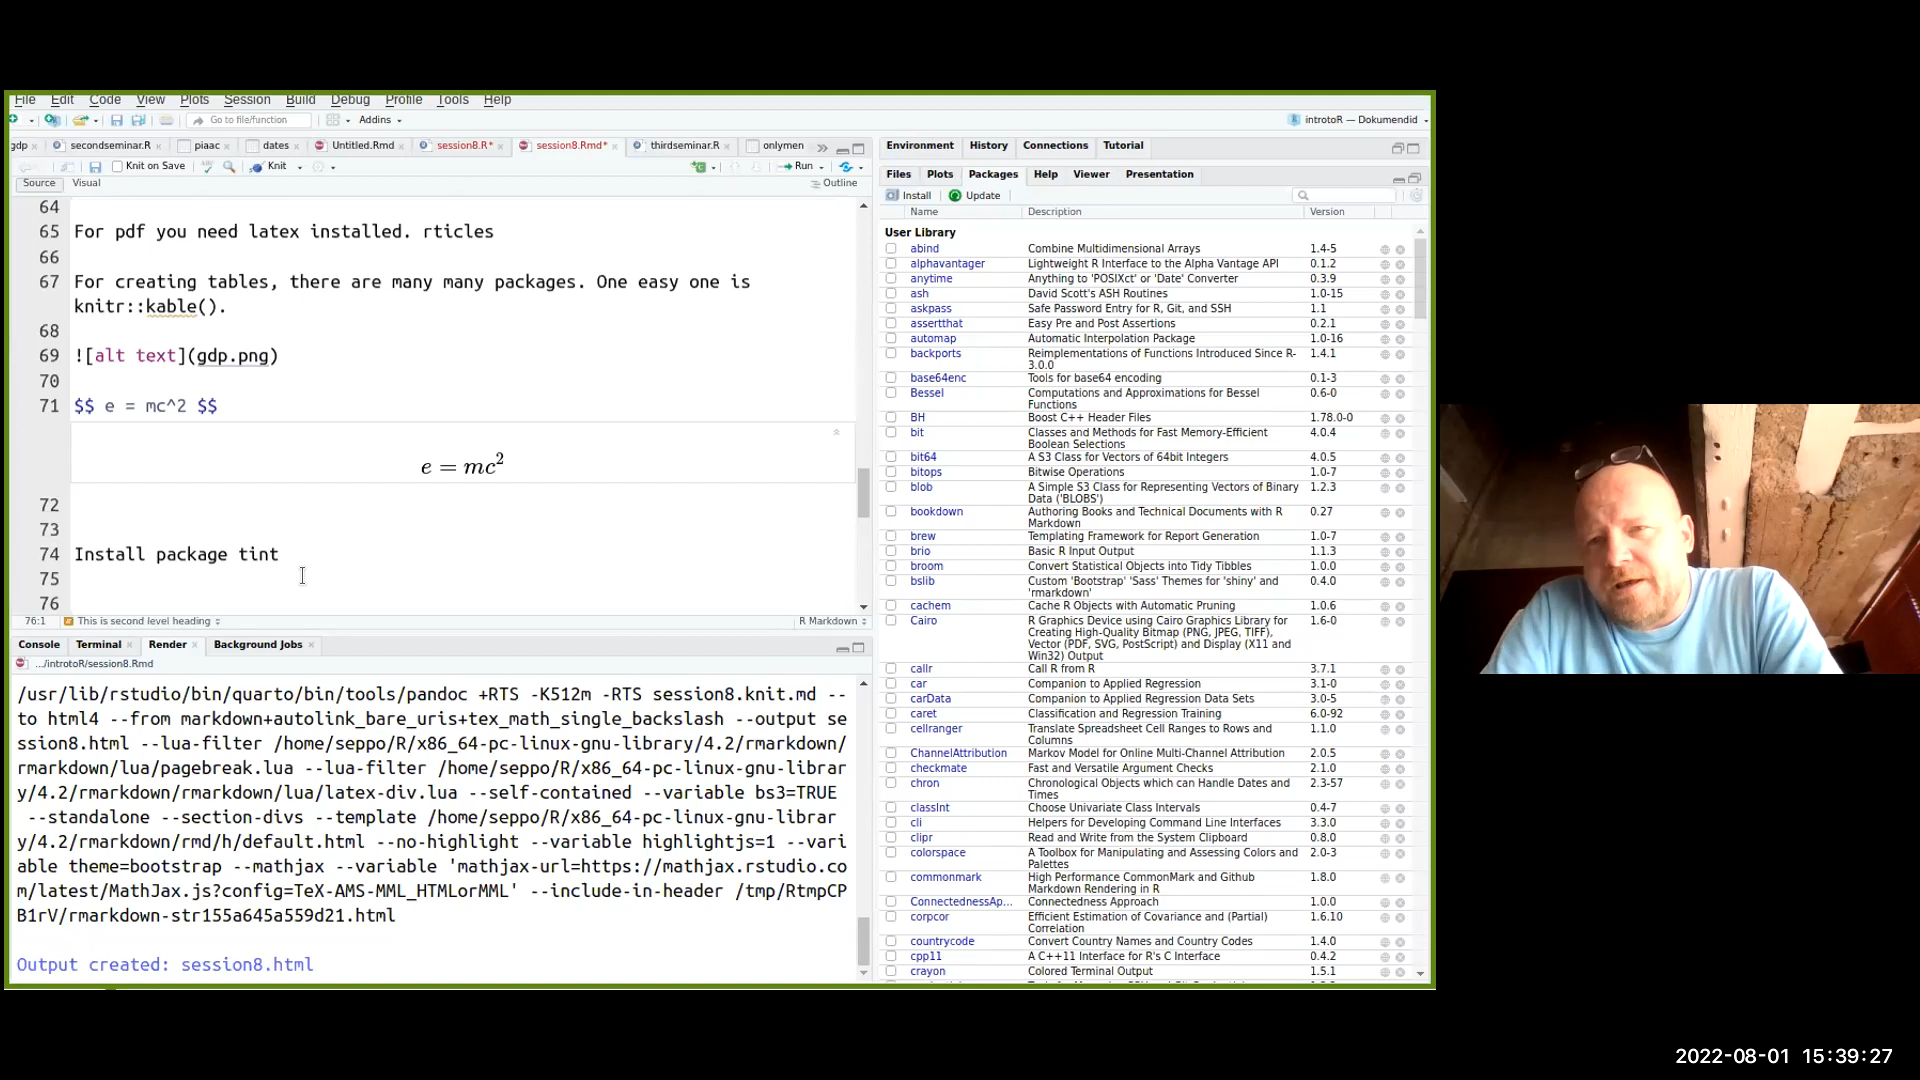 File Edit Code View Plots Session Build Debug Profile Tools Help
Go to file/function Addins introtoR — Dokumendid
gdp secondseminar.R piaac dates Untitled.Rmd session8.R* session8.Rmd* thirdseminar.R onlymen
Knit on Save Knit Run
Source Visual Outline
64
65 For pdf you need latex installed. rticles
66
67 For creating tables, there are many many packages. One easy one is
knitr::kable().
68
69 ![alt text](gdp.png)
70
71 $$ e = mc^2 $$
e = mc²
72
73
74 Install package tint
75
76
76:1 This is second level heading R Markdown
Console Terminal Render Background Jobs
.../introtoR/session8.Rmd
/usr/lib/rstudio/bin/quarto/bin/tools/pandoc +RTS -K512m -RTS session8.knit.md --
to html4 --from markdown+autolink_bare_uris+tex_math_single_backslash --output se
ssion8.html --lua-filter /home/seppo/R/x86_64-pc-linux-gnu-library/4.2/rmarkdown/
rmarkdown/lua/pagebreak.lua --lua-filter /home/seppo/R/x86_64-pc-linux-gnu-librar
y/4.2/rmarkdown/rmarkdown/lua/latex-div.lua --self-contained --variable bs3=TRUE
--standalone --section-divs --template /home/seppo/R/x86_64-pc-linux-gnu-librar
y/4.2/rmarkdown/rmd/h/default.html --no-highlight --variable highlightjs=1 --vari
able theme=bootstrap --mathjax --variable 'mathjax-url=https://mathjax.rstudio.co
m/latest/MathJax.js?config=TeX-AMS-MML_HTMLorMML' --include-in-header /tmp/RtmpCP
B1rV/rmarkdown-str155a645a559d21.html
Output created: session8.html
Environment History Connections Tutorial
Files Plots Packages Help Viewer Presentation
Install Update
Name Description Version
User Library
abind Combine Multidimensional Arrays 1.4-5
alphavantager Lightweight R Interface to the Alpha Vantage API 0.1.2
anytime Anything to 'POSIXct' or 'Date' Converter 0.3.9
ash David Scott's ASH Routines 1.0-15
askpass Safe Password Entry for R, Git, and SSH 1.1
assertthat Easy Pre and Post Assertions 0.2.1
automap Automatic Interpolation Package 1.0-16
backports Reimplementations of Functions Introduced Since R- 1.4.1
3.0.0
base64enc Tools for base64 encoding 0.1-3
Bessel Computations and Approximations for Bessel 0.6-0
Functions
BH Boost C++ Header Files 1.78.0-0
bit Classes and Methods for Fast Memory-Efficient 4.0.4
Boolean Selections
bit64 A S3 Class for Vectors of 64bit Integers 4.0.5
bitops Bitwise Operations 1.0-7
blob A Simple S3 Class for Representing Vectors of Binary 1.2.3
Data ('BLOBS')
bookdown Authoring Books and Technical Documents with R 0.27
Markdown
brew Templating Framework for Report Generation 1.0-7
brio Basic R Input Output 1.1.3
broom Convert Statistical Objects into Tidy Tibbles 1.0.0
bslib Custom 'Bootstrap' 'Sass' Themes for 'shiny' and 0.4.0
'rmarkdown'
cachem Cache R Objects with Automatic Pruning 1.0.6
Cairo R Graphics Device using Cairo Graphics Library for 1.6-0
Creating High-Quality Bitmap (PNG, JPEG, TIFF),
Vector (PDF, SVG, PostScript) and Display (X11 and
Win32) Output
callr Call R from R 3.7.1
car Companion to Applied Regression 3.1-0
carData Companion to Applied Regression Data Sets 3.0-5
caret Classification and Regression Training 6.0-92
cellranger Translate Spreadsheet Cell Ranges to Rows and 1.1.0
Columns
ChannelAttribution Markov Model for Online Multi-Channel Attribution 2.0.5
checkmate Fast and Versatile Argument Checks 2.1.0
chron Chronological Objects which can Handle Dates and 2.3-57
Times
classInt Choose Univariate Class Intervals 0.4-7
cli Helpers for Developing Command Line Interfaces 3.3.0
clipr Read and Write from the System Clipboard 0.8.0
colorspace A Toolbox for Manipulating and Assessing Colors and 2.0-3
Palettes
commonmark High Performance CommonMark and Github 1.8.0
Markdown Rendering in R
ConnectednessAp... Connectedness Approach 1.0.0
corpcor Efficient Estimation of Covariance and (Partial) 1.6.10
Correlation
countrycode Convert Country Names and Country Codes 1.4.0
cpp11 A C++11 Interface for R's C Interface 0.4.2
crayon Colored Terminal Output 1.5.1
2022-08-01 15:39:27